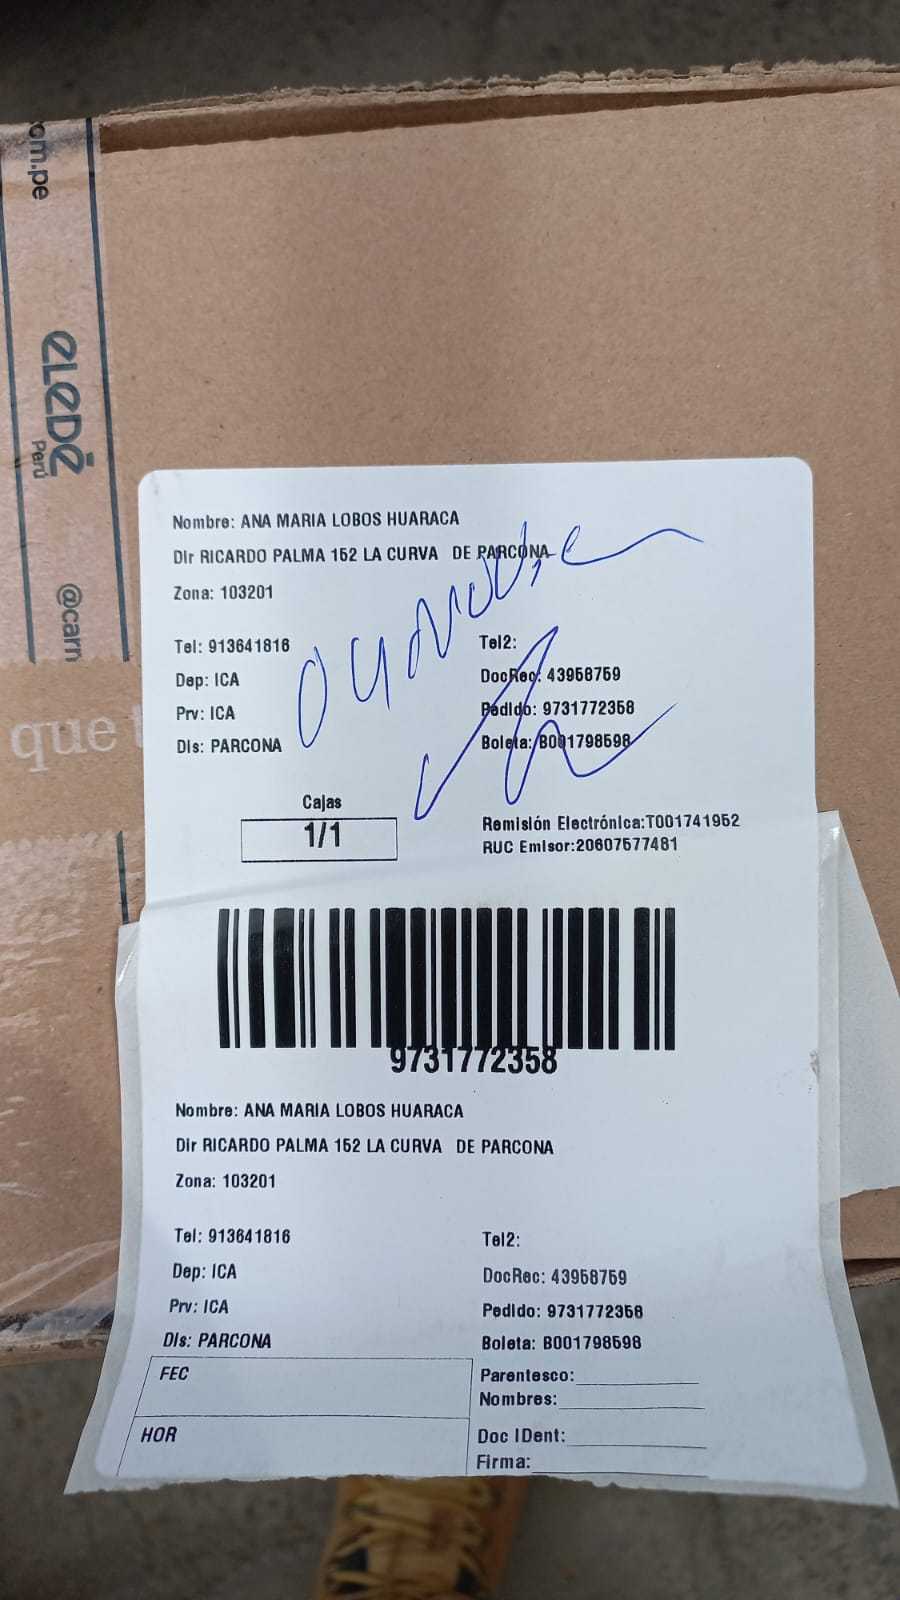 om.pe
eLeDÉ
Perú
@carn
que t
Nombre: ANA MARIA LOBOS HUARACA
Dir RICARDO PALMA 152 LA CURVA DE PARCONA
Zona: 103201
Tel: 913641816 Tel2:
Dep: ICA DocRec: 43958759
Prv: ICA Pedido: 9731772358
Dis: PARCONA Boleta: B001798598
Cajas
1/1
Remisión Electrónica:T001741952
RUC Emisor:20607577481
9731772358
Nombre: ANA MARIA LOBOS HUARACA
Dir RICARDO PALMA 152 LA CURVA DE PARCONA
Zona: 103201
Tel: 913641816 Tel2:
Dep: ICA DocRec: 43958759
Prv: ICA Pedido: 9731772358
Dis: PARCONA Boleta: B001798598
FEC Parentesco:
Nombres:
HOR Doc IDent:
Firma: